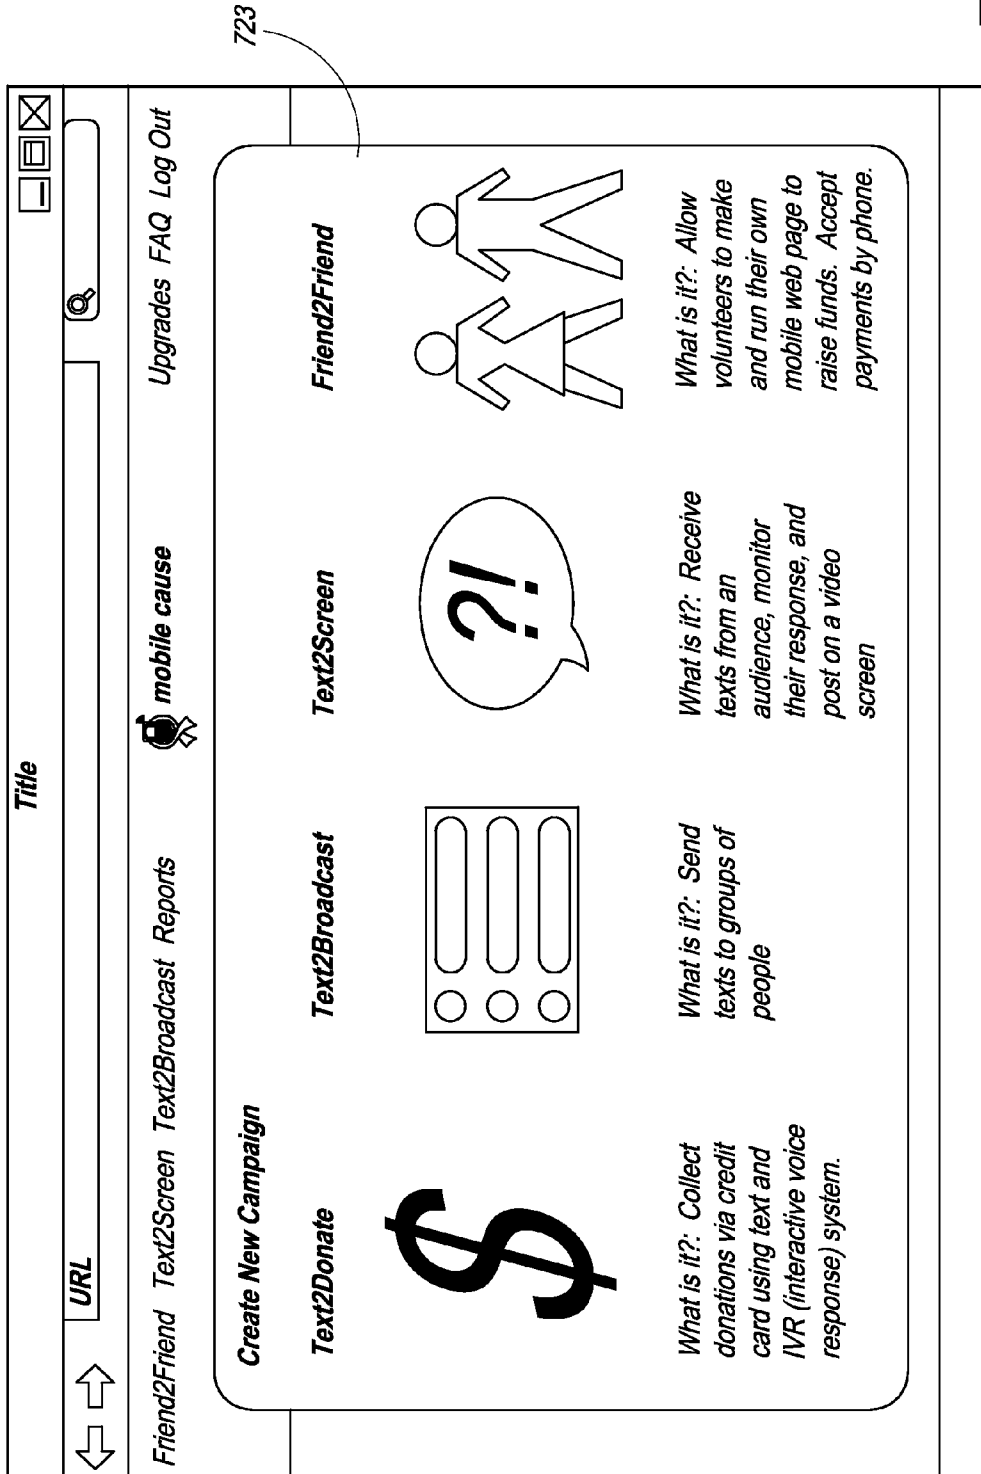 723
Title
URL
Friend2Friend Text2Screen Text2Broadcast Reports
mobile cause
Upgrades FAQ Log Out
Create New Campaign
Text2Donate
What is it?: Collect
donations via credit
card using text and
IVR (interactive voice
response) system.
Text2Broadcast
What is it?: Send
texts to groups of
people
Text2Screen
?!
What is it?: Receive
texts from an
audience, monitor
their response, and
post on a video
screen
Friend2Friend
What is it?: Allow
volunteers to make
and run their own
mobile web page to
raise funds. Accept
payments by phone.